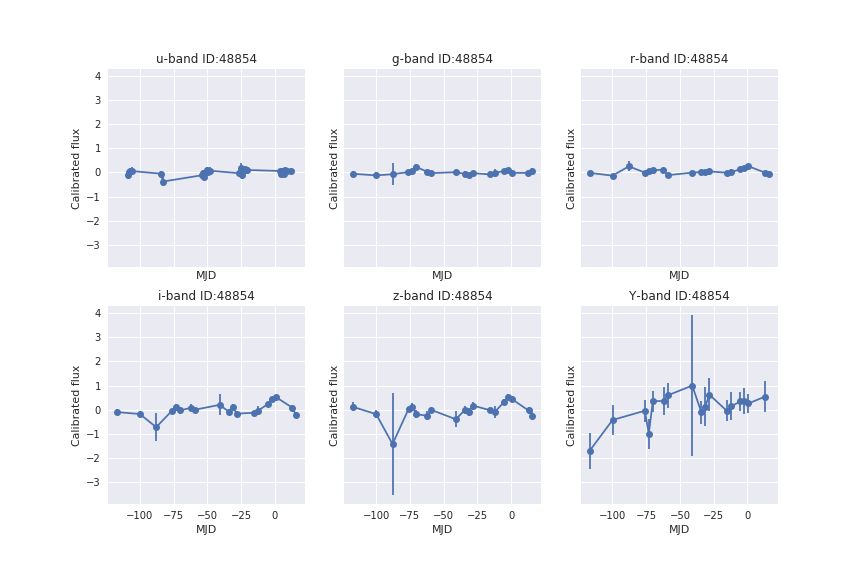 u-band ID:48854
g-band ID:48854
r-band ID:48854
4
3
2
1
0
−1
−2
−3
Calibrated flux
Calibrated flux
Calibrated flux
MJD
MJD
MJD
i-band ID:48854
z-band ID:48854
Y-band ID:48854
4
3
2
1
0
−1
−2
−3
Calibrated flux
Calibrated flux
Calibrated flux
−100 −75 −50 −25 0
−100 −75 −50 −25 0
−100 −75 −50 −25 0
MJD
MJD
MJD